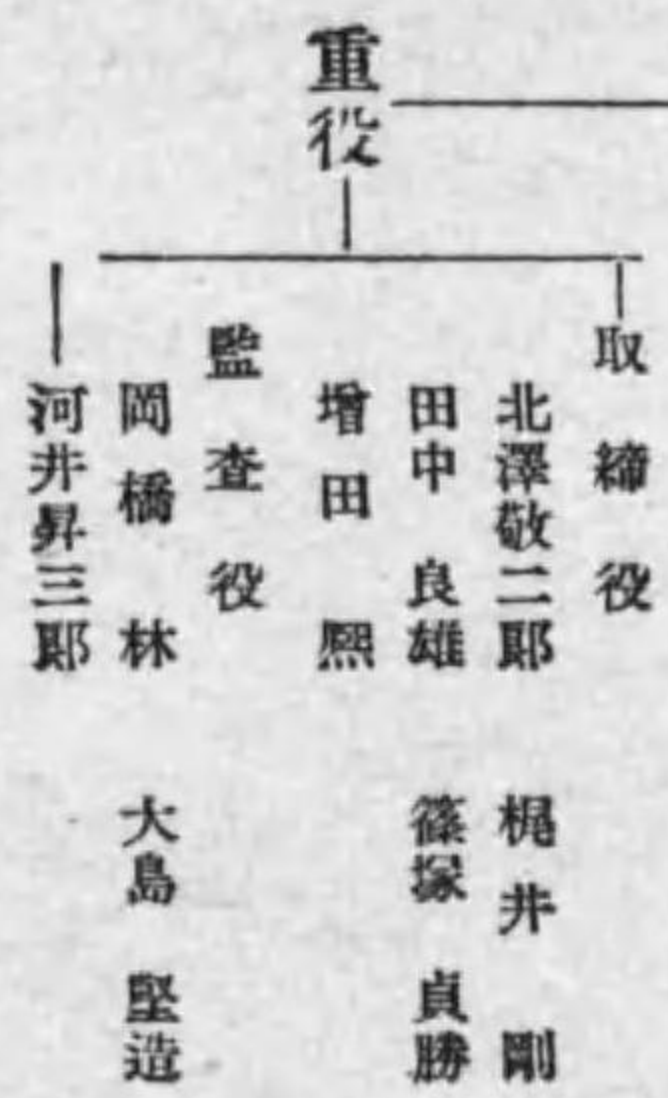 重役
取締役
北澤敬二郎
梶井剛
田中良雄
篠塚貞勝
增田熈
監査役
岡橋林
大島堅造
河井昇三郎